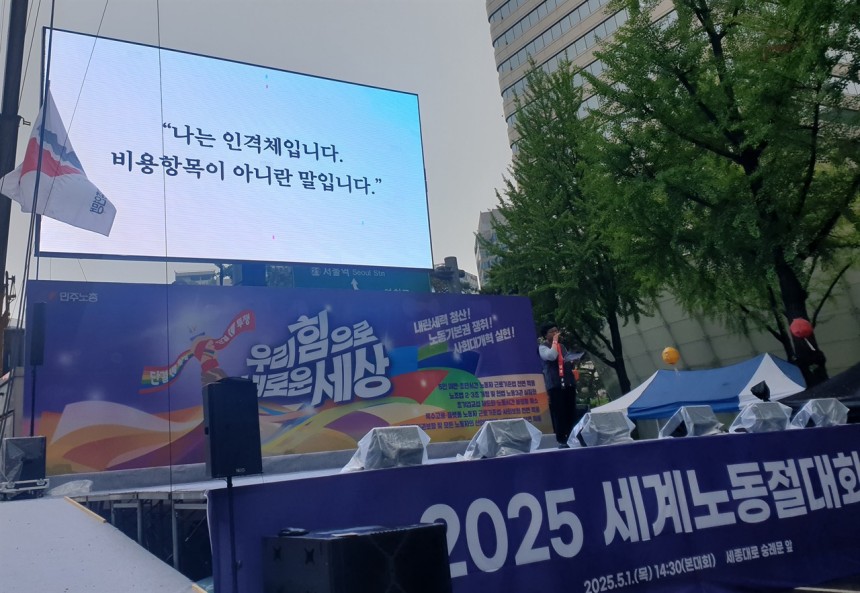 “나는 인격체입니다.
비용항목이 아니란 말입니다.”
서울역 Seoul Stn
민주노총
단결 투쟁
우리 힘으로
새로운 세상
내란세력 청산!
노동기본권 쟁취!
사회대개혁 실현!
2025 세계노동절대회
2025.5.1.(목) 14:30(본대회) 세종대로 숭례문 앞